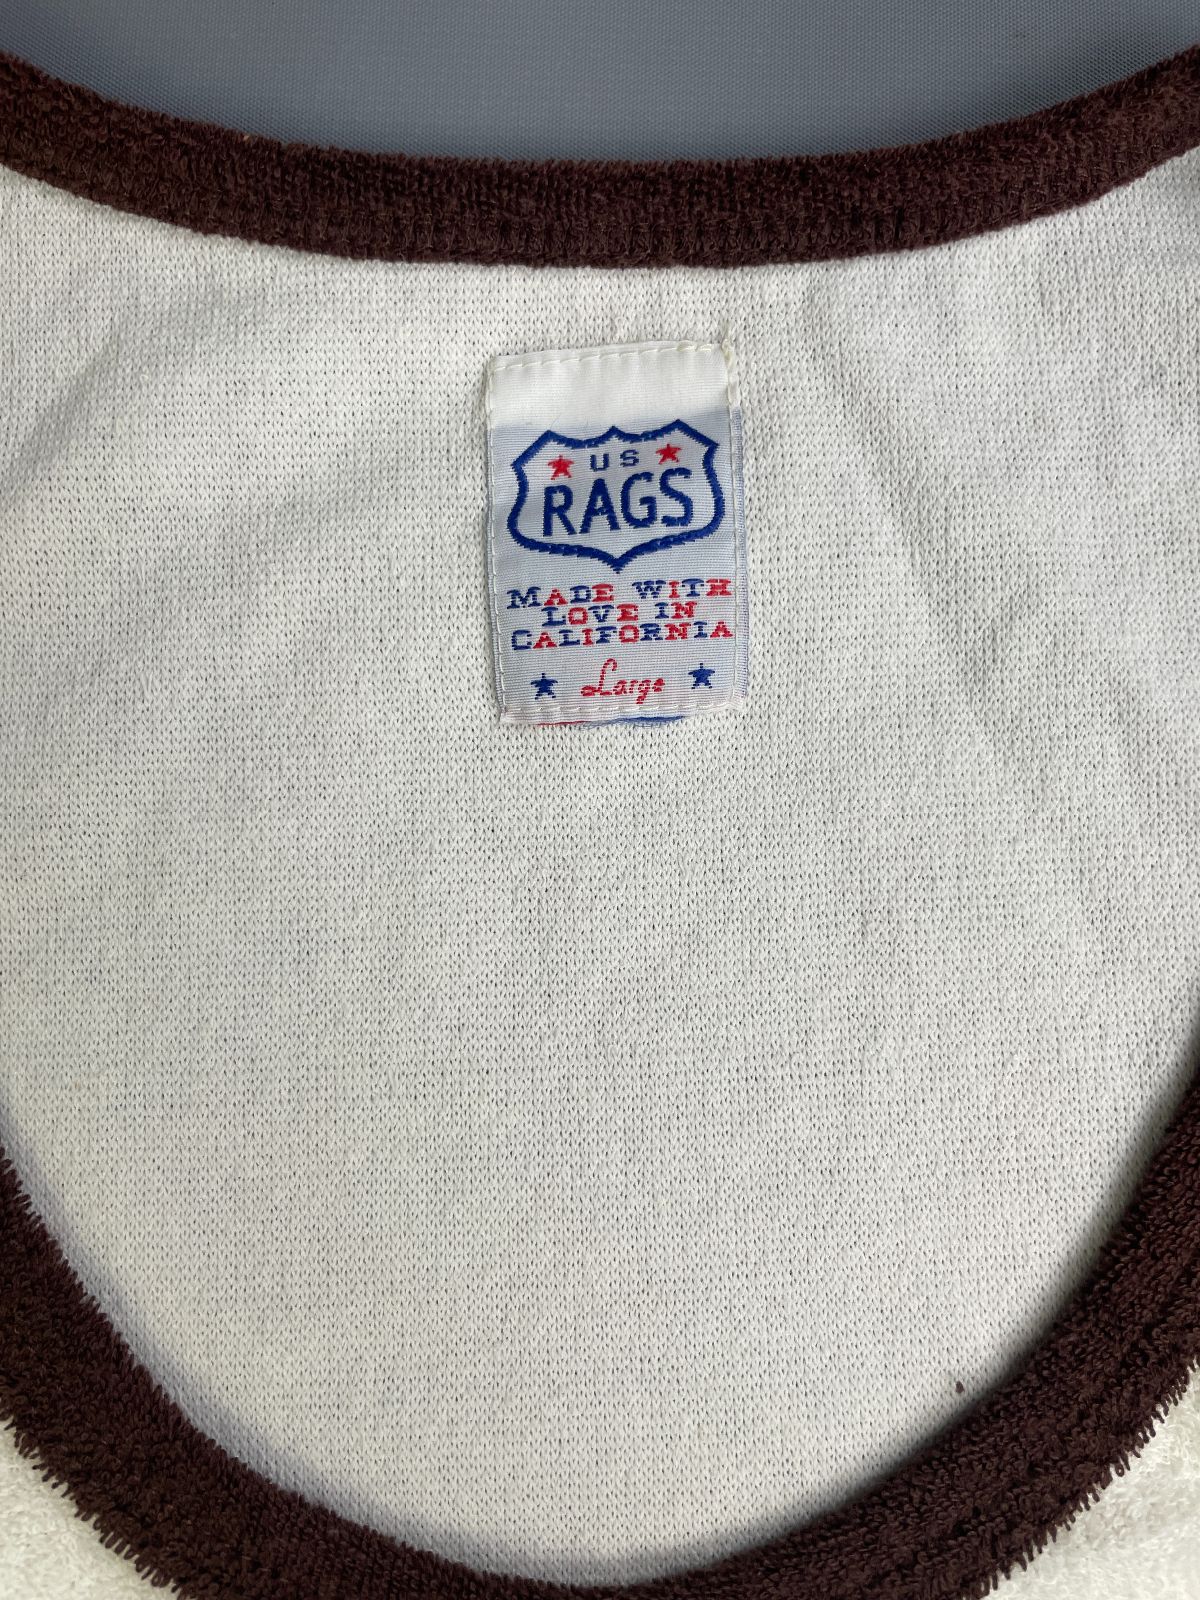 US
RAGS
MADE WITH
LOVE IN
CALIFORNIA
Large